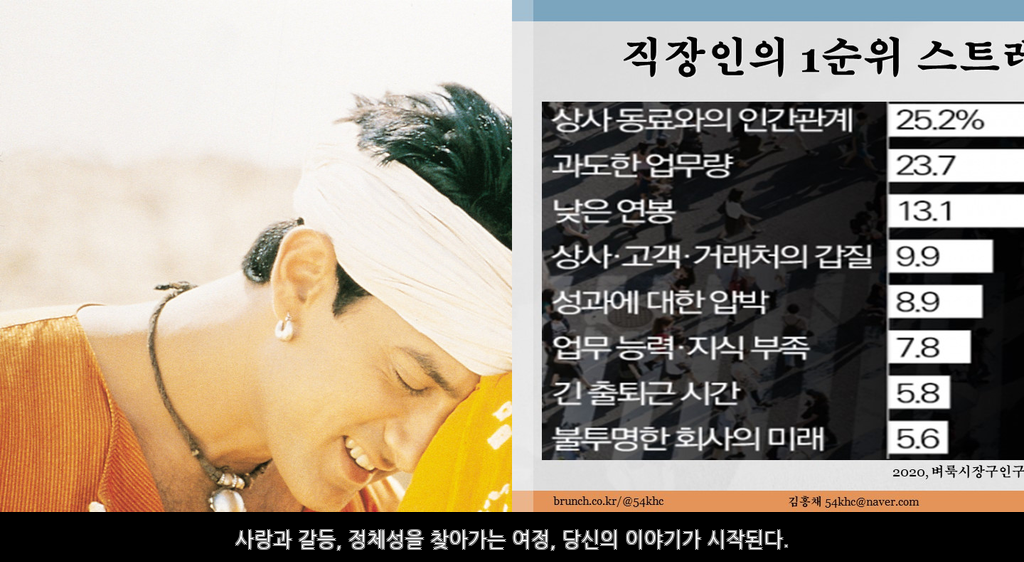 직장인의 1순위 스트레
상사 동료와의 인간관계 25.2%
과도한 업무량 23.7
낮은 연봉 13.1
상사·고객·거래처의 갑질 9.9
성과에 대한 압박 8.9
업무 능력·지식 부족 7.8
긴 출퇴근 시간 5.8
불투명한 회사의 미래 5.6
2020, 벼룩시장구인구
brunch.co.kr/@54khc 김흥채 54khc@naver.com
사랑과 갈등, 정체성을 찾아가는 여정, 당신의 이야기가 시작된다.